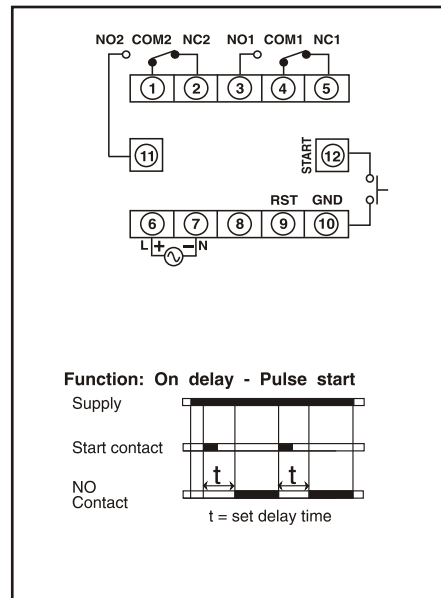 NO2 COM2 NC2 NO1 COM1 NC1
1 2 3 4 5
11
START 12
RST GND
6 7 8 9 10
L + − N
Function: On delay - Pulse start
Supply
Start contact
t t
NO
Contact
t = set delay time